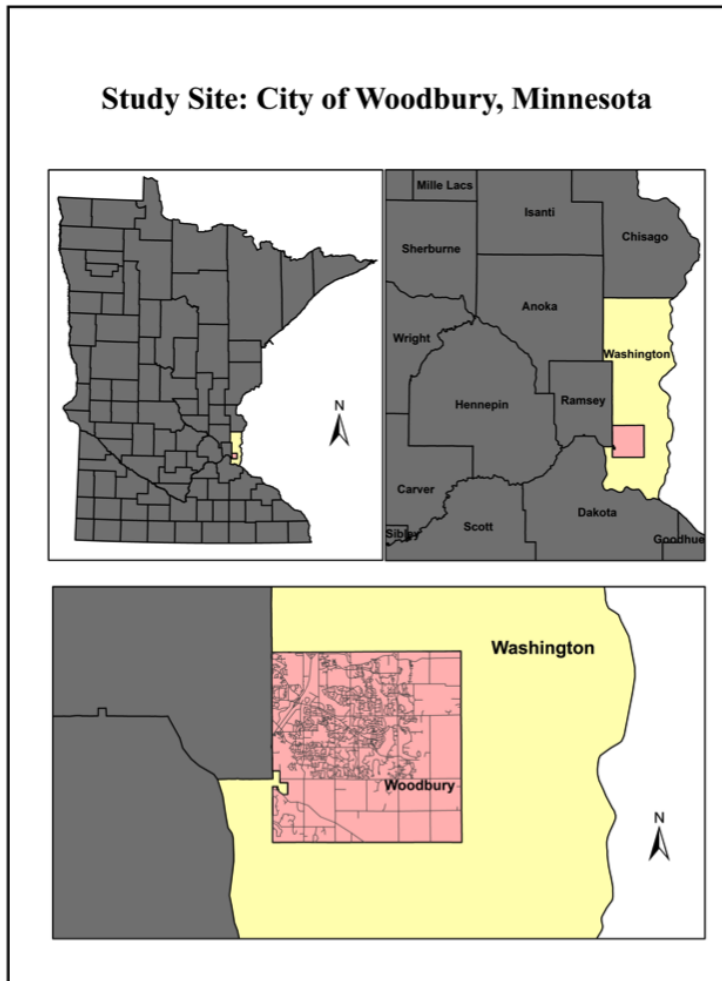 Study Site: City of Woodbury, Minnesota
N
Mille Lacs
Isanti
Chisago
Sherburne
Anoka
Wright
Washington
Hennepin
Ramsey
Carver
Dakota
Scott
Sibley
Goodhue
Washington
Woodbury
N